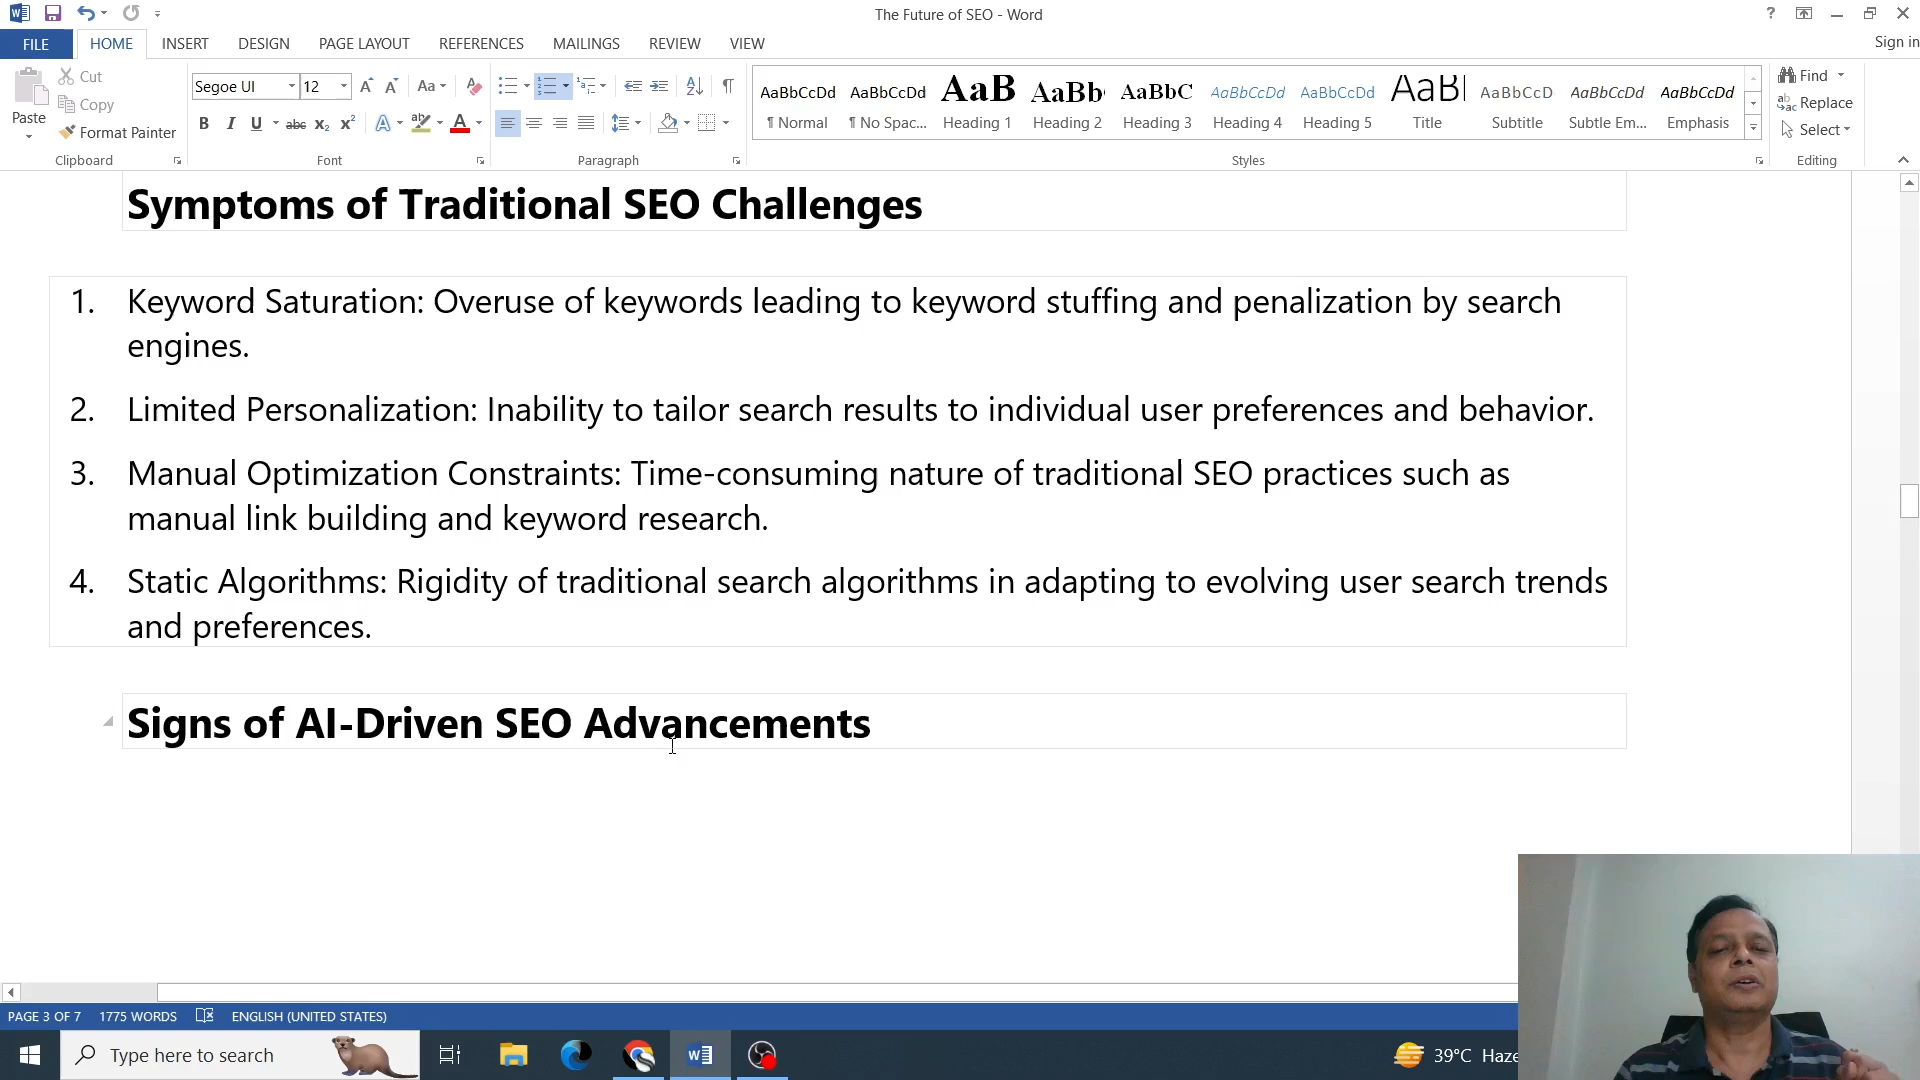 The Future of SEO - Word
?
FILE HOME INSERT DESIGN PAGE LAYOUT REFERENCES MAILINGS REVIEW VIEW Sign in
Paste
Cut
Copy
Format Painter
Clipboard
Segoe UI 12
Aa
B I U abc X₂ X² A ab A
Font
Paragraph
AaBbCcDd AaBbCcDd AaB AaBb( AaBbC AaBbCcDd AaBbCcDd AaBl AaBbCcD AaBbCcDd AaBbCcDd
¶ Normal ¶ No Spac... Heading 1 Heading 2 Heading 3 Heading 4 Heading 5 Title Subtitle Subtle Em... Emphasis
Styles
Find
Replace
Select
Editing
Symptoms of Traditional SEO Challenges
1. Keyword Saturation: Overuse of keywords leading to keyword stuffing and penalization by search
engines.
2. Limited Personalization: Inability to tailor search results to individual user preferences and behavior.
3. Manual Optimization Constraints: Time-consuming nature of traditional SEO practices such as
manual link building and keyword research.
4. Static Algorithms: Rigidity of traditional search algorithms in adapting to evolving user search trends
and preferences.
Signs of AI-Driven SEO Advancements
PAGE 3 OF 7 1775 WORDS ENGLISH (UNITED STATES)
Type here to search
39°C Haze